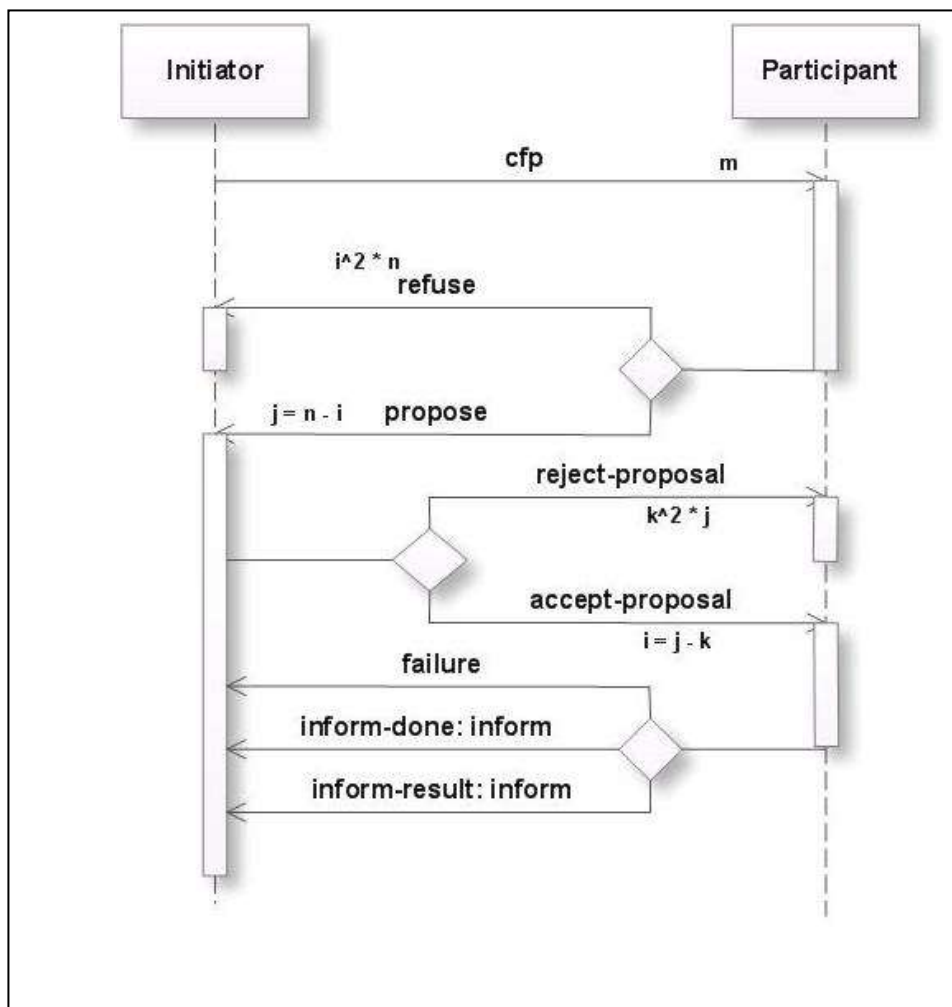 Initiator
Participant
cfp
m
i^2 * n
refuse
j = n - i
propose
reject-proposal
k^2 * j
accept-proposal
i = j - k
failure
inform-done: inform
inform-result: inform